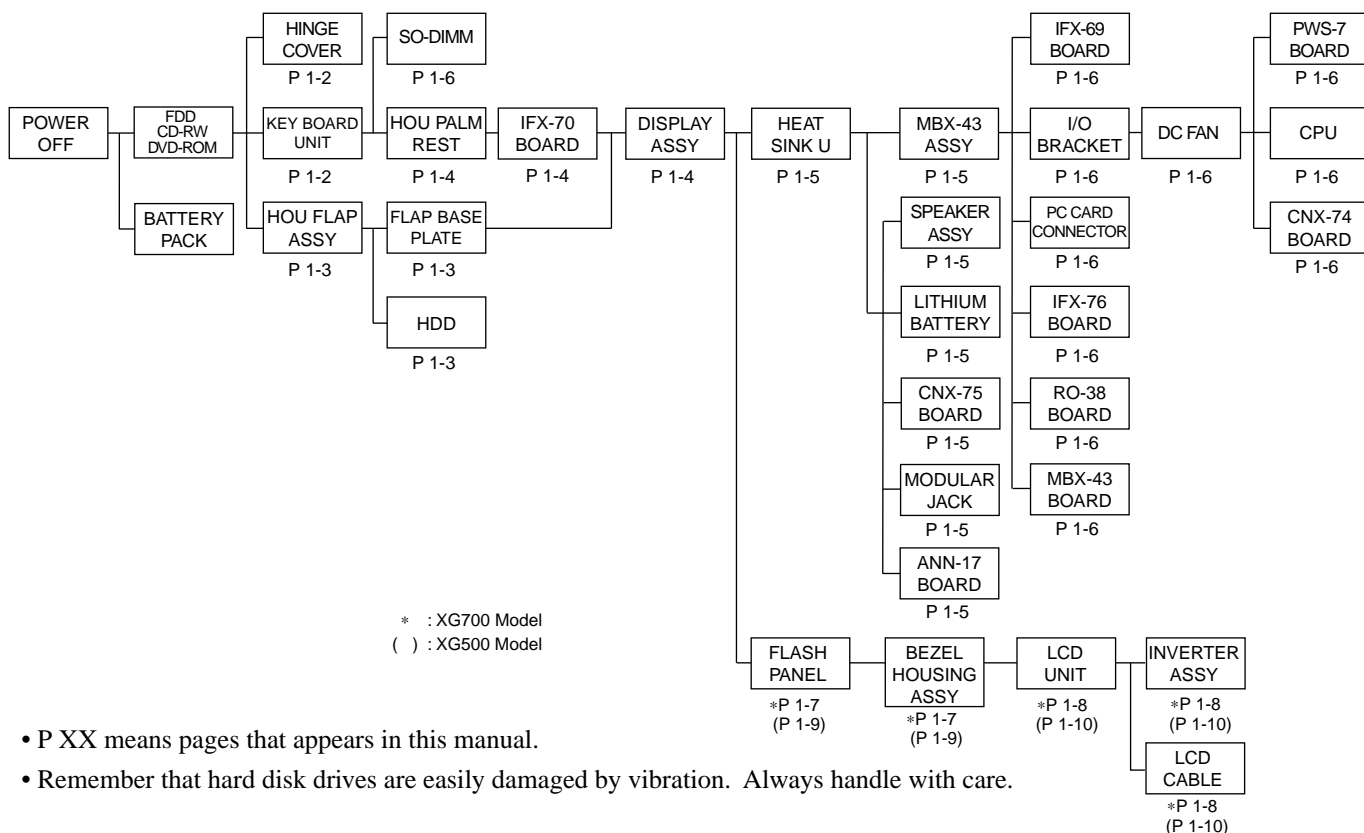 HINGE
COVER
P 1-2
SO-DIMM
P 1-6
IFX-69
BOARD
P 1-6
PWS-7
BOARD
P 1-6
POWER
OFF
FDD
CD-RW
DVD-ROM
KEY BOARD
UNIT
P 1-2
HOU PALM
REST
P 1-4
IFX-70
BOARD
P 1-4
DISPLAY
ASSY
P 1-4
HEAT
SINK U
P 1-5
MBX-43
ASSY
P 1-5
I/O
BRACKET
P 1-6
DC FAN
P 1-6
CPU
P 1-6
BATTERY
PACK
HOU FLAP
ASSY
P 1-3
FLAP BASE
PLATE
P 1-3
SPEAKER
ASSY
P 1-5
PC CARD
CONNECTOR
P 1-6
CNX-74
BOARD
P 1-6
HDD
P 1-3
LITHIUM
BATTERY
P 1-5
IFX-76
BOARD
P 1-6
CNX-75
BOARD
P 1-5
RO-38
BOARD
P 1-6
MODULAR
JACK
P 1-5
MBX-43
BOARD
P 1-6
ANN-17
BOARD
P 1-5
* : XG700 Model
( ) : XG500 Model
FLASH
PANEL
*P 1-7
(P 1-9)
BEZEL
HOUSING
ASSY
*P 1-7
(P 1-9)
LCD
UNIT
*P 1-8
(P 1-10)
INVERTER
ASSY
*P 1-8
(P 1-10)
LCD
CABLE
*P 1-8
(P 1-10)
• P XX means pages that appears in this manual.
• Remember that hard disk drives are easily damaged by vibration. Always handle with care.